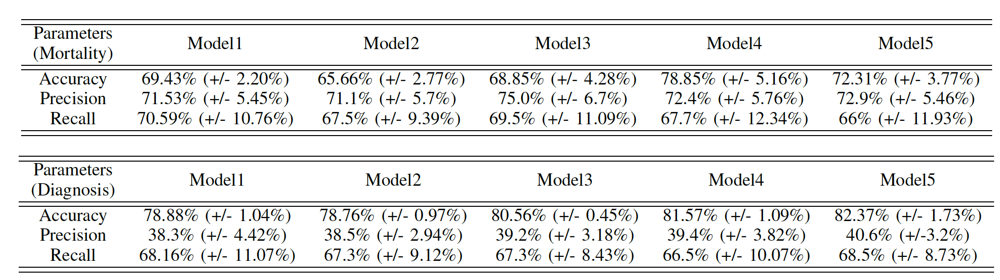 Parameters (Mortality) Model1 Model2 Model3 Model4 Model5
Accuracy 69.43% (+/- 2.20%) 65.66% (+/- 2.77%) 68.85% (+/- 4.28%) 78.85% (+/- 5.16%) 72.31% (+/- 3.77%)
Precision 71.53% (+/- 5.45%) 71.1% (+/- 5.7%) 75.0% (+/- 6.7%) 72.4% (+/- 5.76%) 72.9% (+/- 5.46%)
Recall 70.59% (+/- 10.76%) 67.5% (+/- 9.39%) 69.5% (+/- 11.09%) 67.7% (+/- 12.34%) 66% (+/- 11.93%)
Parameters (Diagnosis) Model1 Model2 Model3 Model4 Model5
Accuracy 78.88% (+/- 1.04%) 78.76% (+/- 0.97%) 80.56% (+/- 0.45%) 81.57% (+/- 1.09%) 82.37% (+/- 1.73%)
Precision 38.3% (+/- 4.42%) 38.5% (+/- 2.94%) 39.2% (+/- 3.18%) 39.4% (+/- 3.82%) 40.6% (+/-3.2%)
Recall 68.16% (+/- 11.07%) 67.3% (+/- 9.12%) 67.3% (+/- 8.43%) 66.5% (+/- 10.07%) 68.5% (+/- 8.73%)